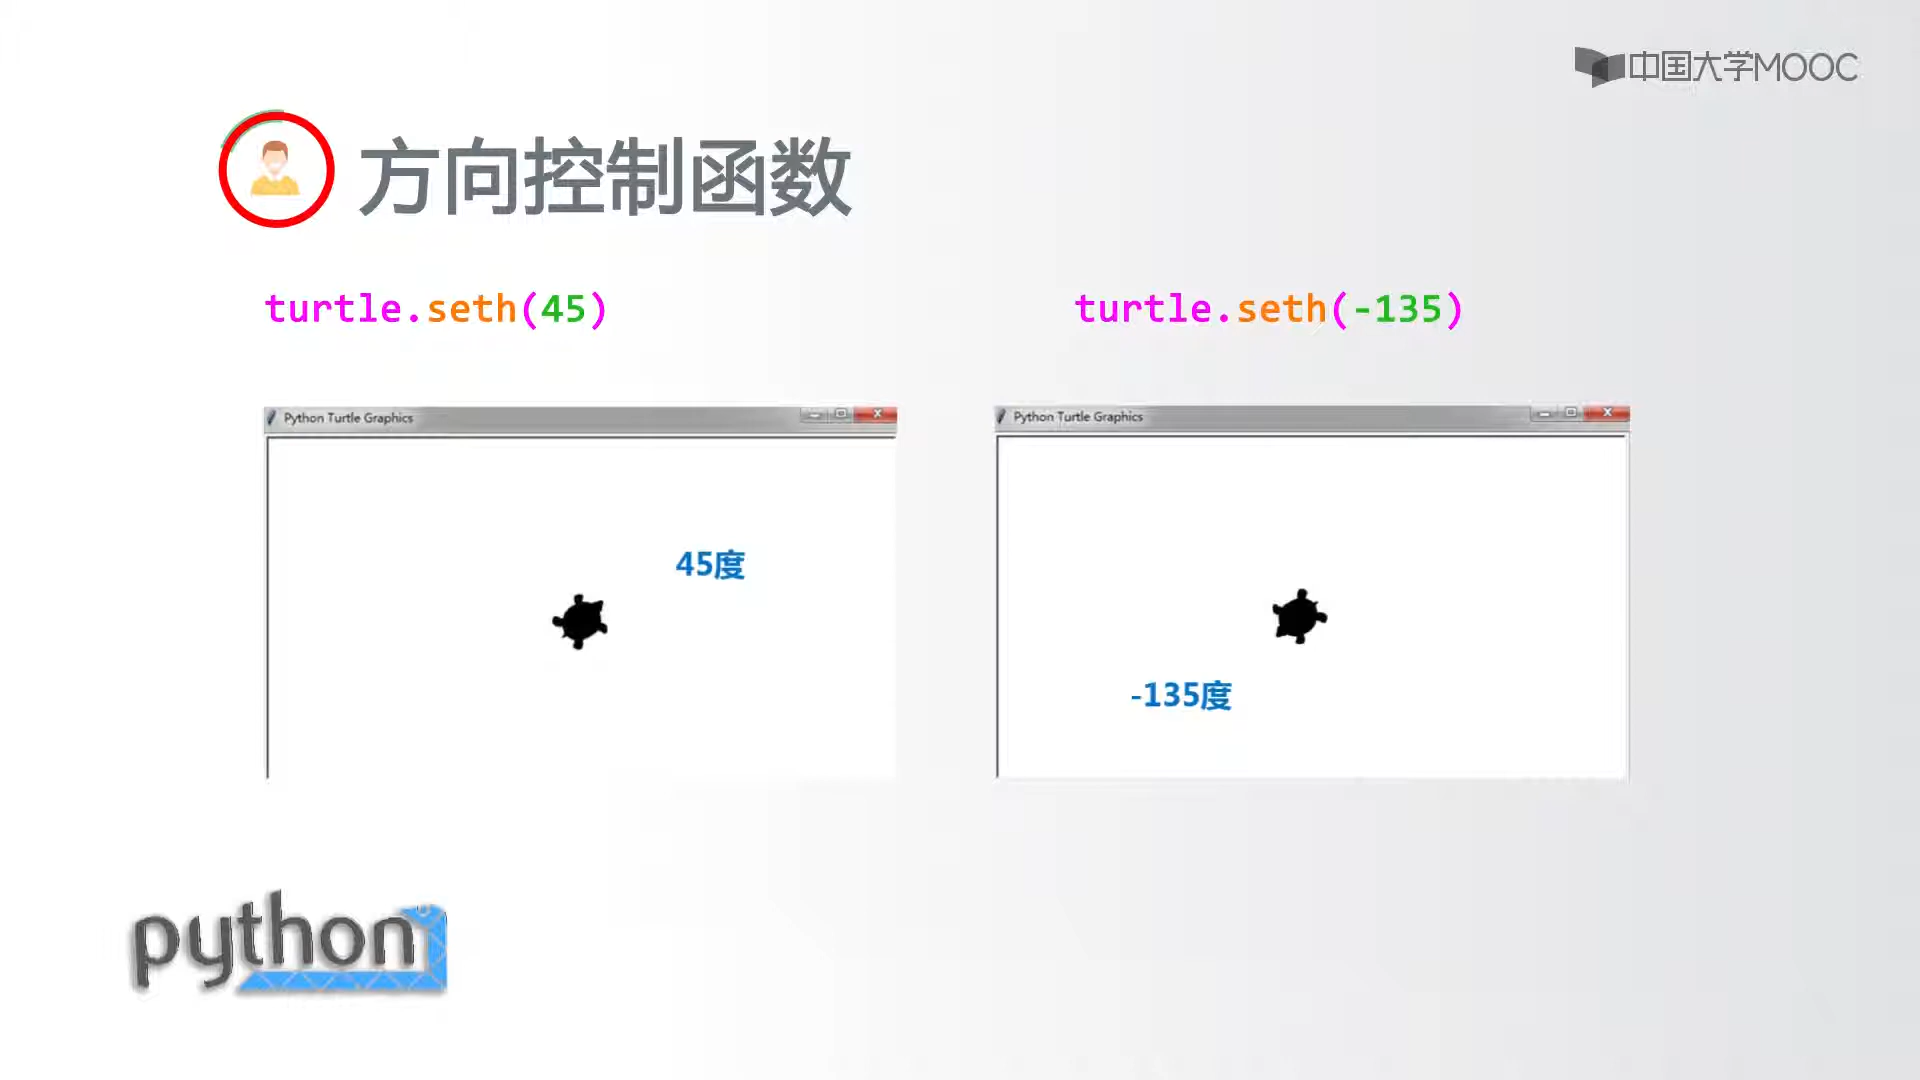 中国大学MOOC
方向控制函数
turtle.seth(45)
turtle.seth(-135)
Python Turtle Graphics
Python Turtle Graphics
45度
-135度
python